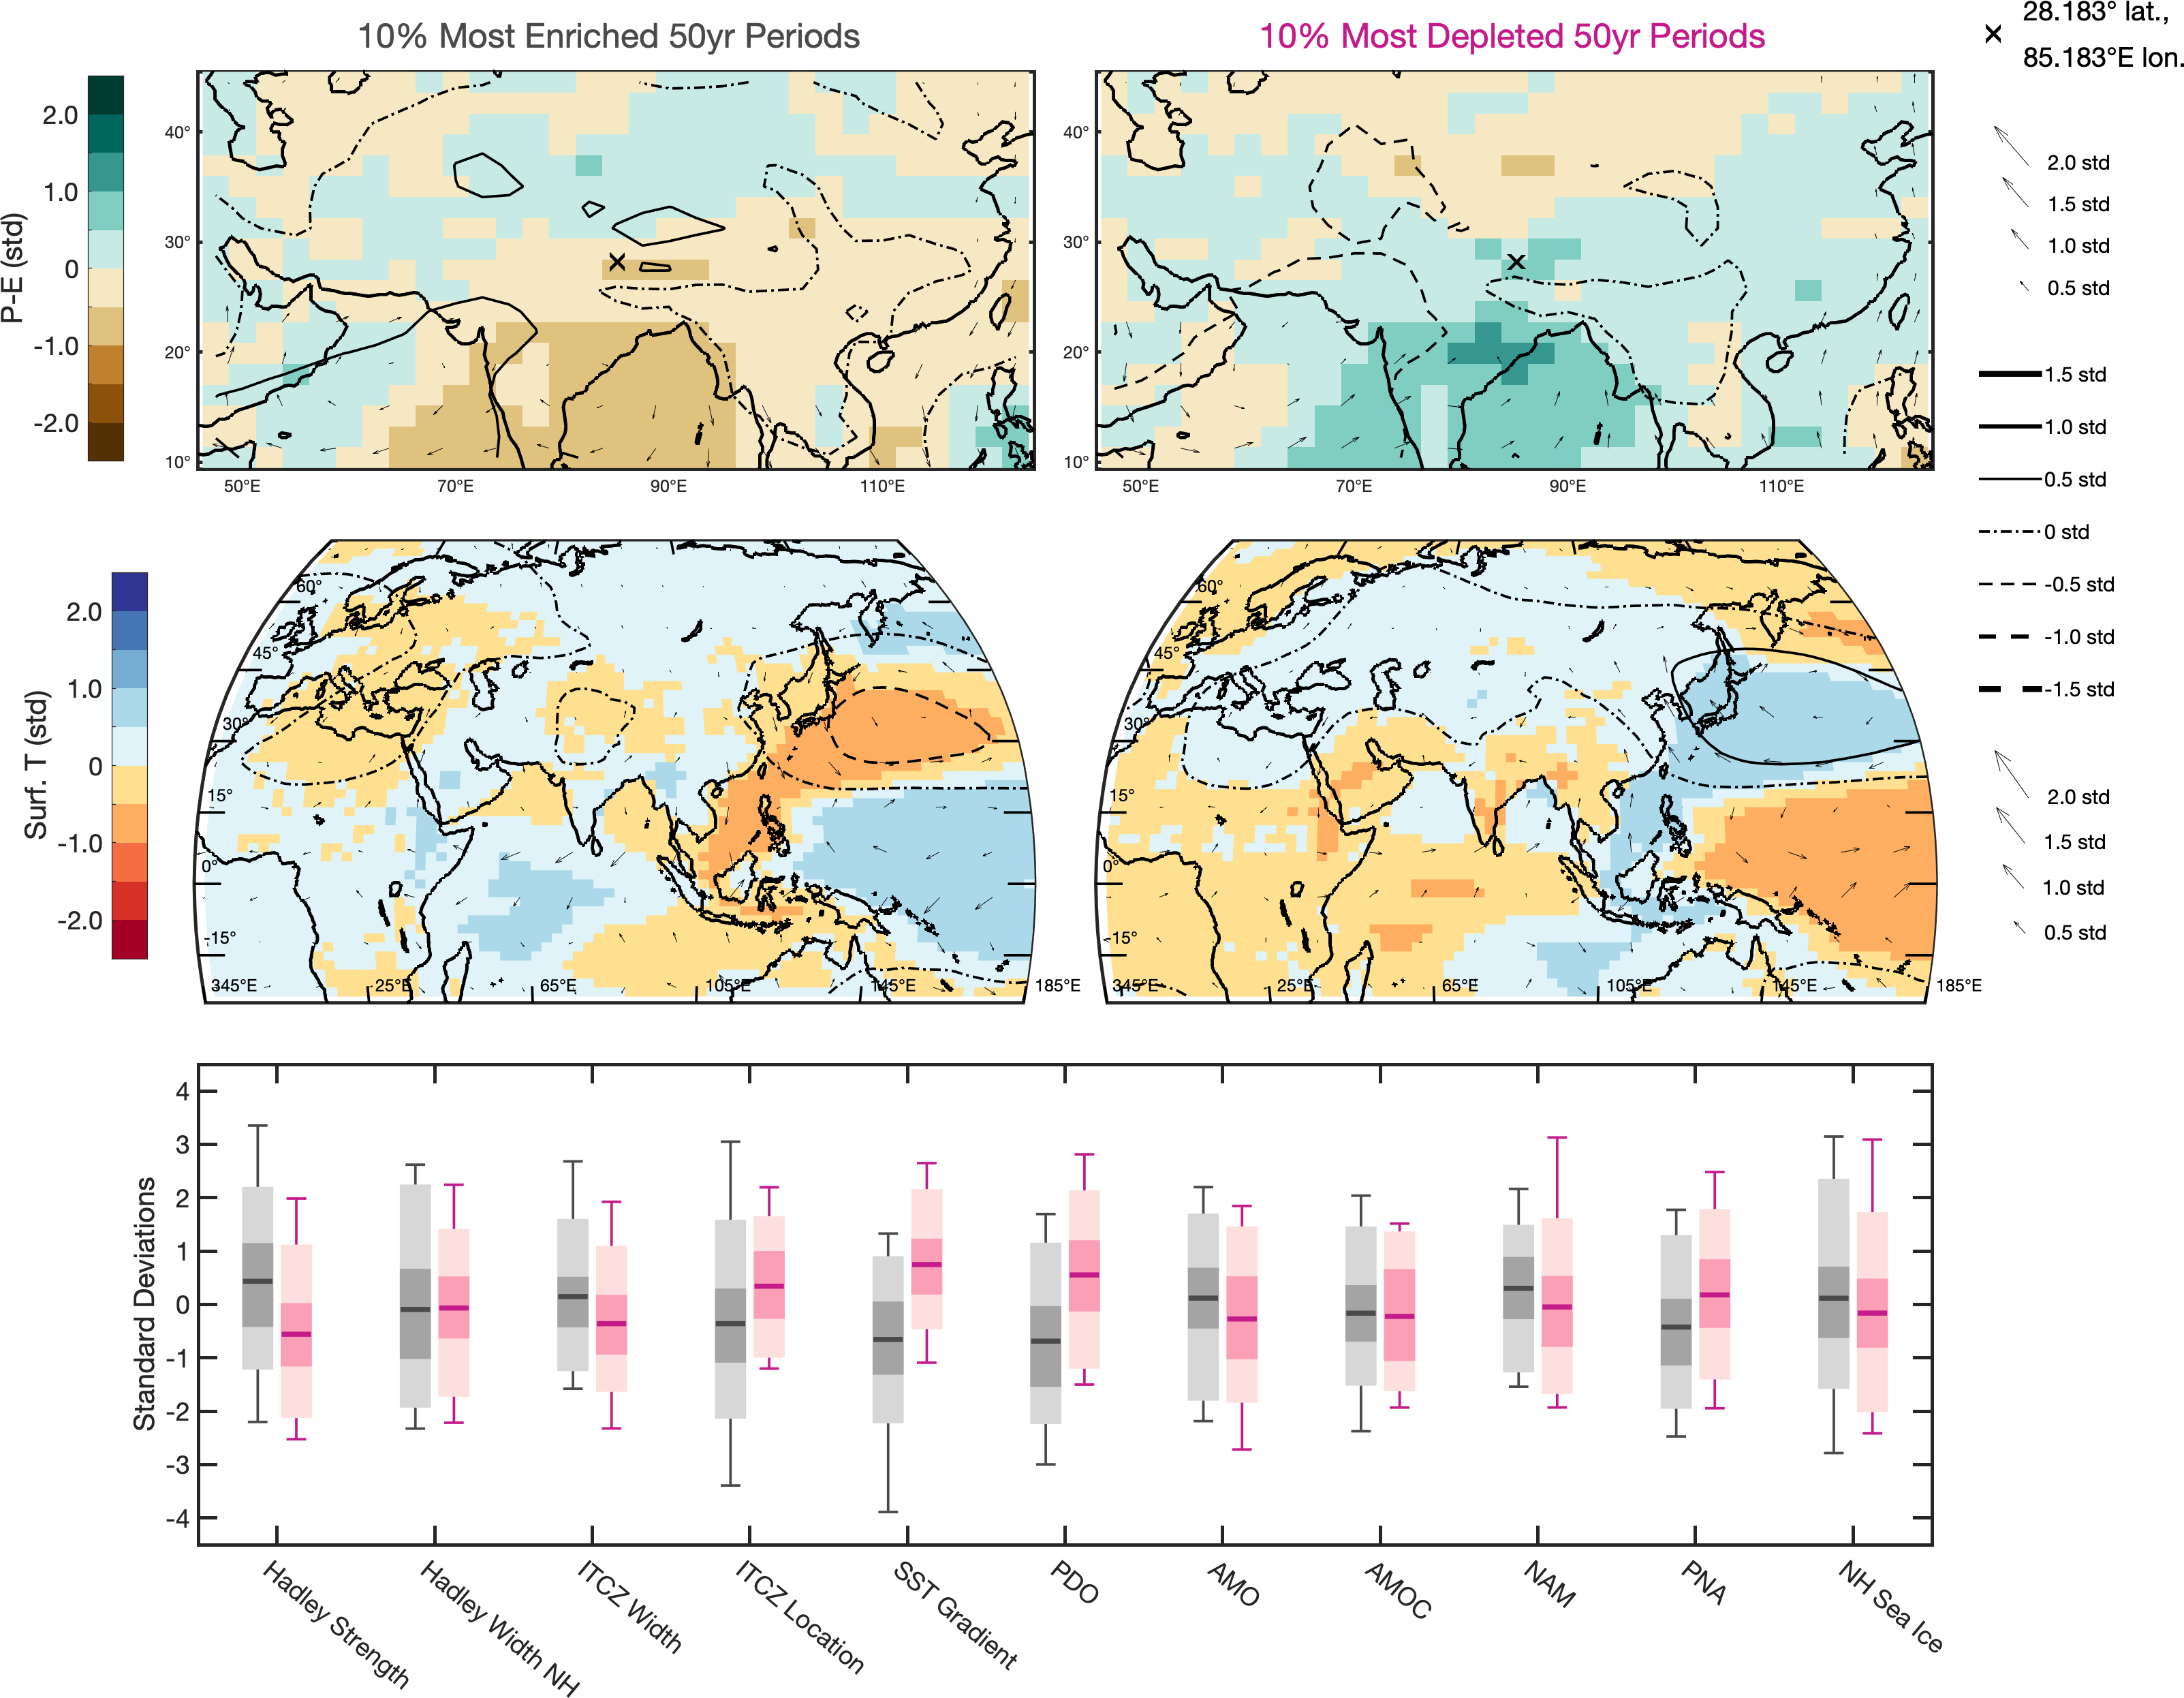 10% Most Enriched 50yr Periods
10% Most Depleted 50yr Periods
28.183° lat.,
85.183°E lon.
P-E (std)
2.0
1.0
0
-1.0
-2.0
40°
30°
20°
10°
50°E
70°E
90°E
110°E
40°
30°
20°
10°
50°E
70°E
90°E
110°E
2.0 std
1.5 std
1.0 std
0.5 std
1.5 std
1.0 std
0.5 std
0 std
-0.5 std
-1.0 std
-1.5 std
Surf. T (std)
2.0
1.0
0
-1.0
-2.0
60°
45°
30°
15°
0°
-15°
345°E
25°E
65°E
105°E
145°E
185°E
60°
45°
30°
15°
0°
-15°
345°E
25°E
65°E
105°E
145°E
185°E
2.0 std
1.5 std
1.0 std
0.5 std
Standard Deviations
4
3
2
1
0
-1
-2
-3
-4
Hadley Strength
Hadley Width NH
ITCZ Width
ITCZ Location
SST Gradient
PDO
AMO
AMOC
NAM
PNA
NH Sea Ice